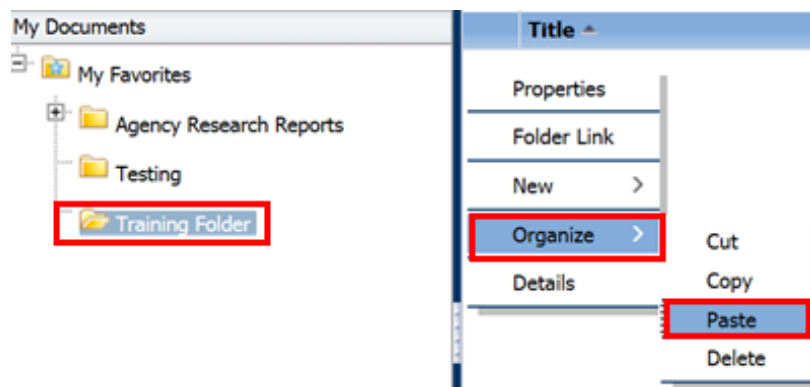 My Documents
My Favorites
Agency Research Reports
Testing
Training Folder
Title
Properties
Folder Link
New
Organize
Details
Cut
Copy
Paste
Delete